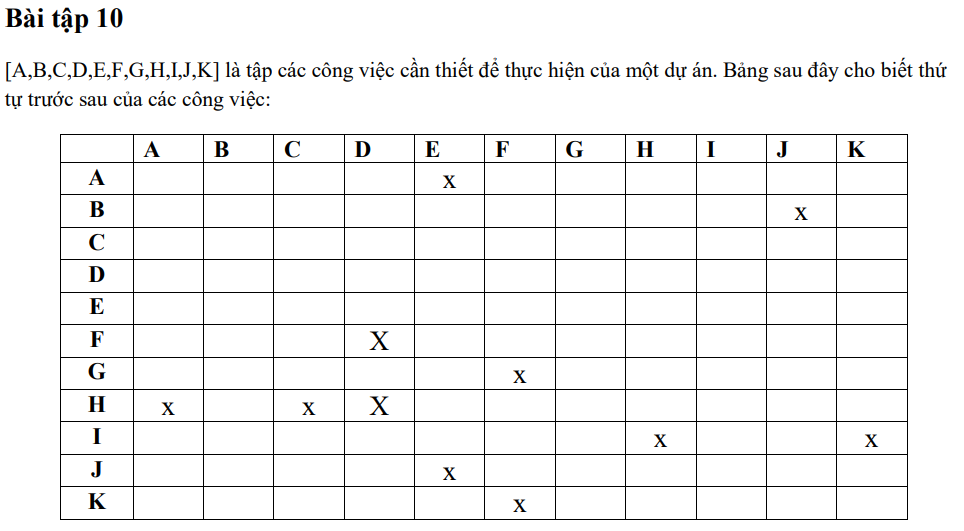 Bài tập 10
[A,B,C,D,E,F,G,H,I,J,K] là tập các công việc cần thiết để thực hiện của một dự án. Bảng sau đây cho biết thứ
tự trước sau của các công việc:
A B C D E F G H I J K
A x
B x
C
D
E
F X
G x
H x x X
I x x
J x
K x